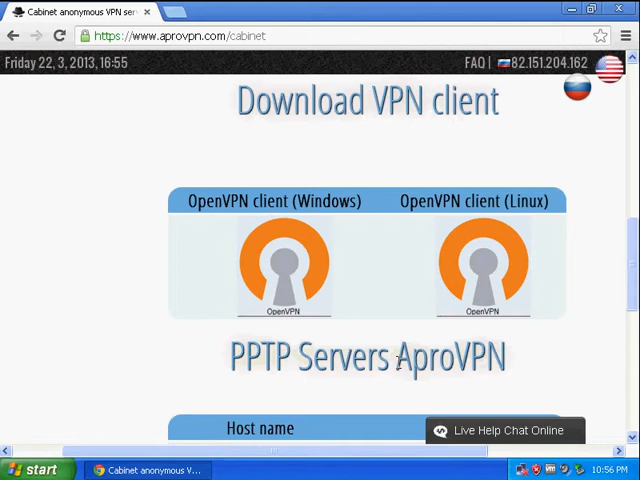 Cabinet anonymous VPN ser
https://www.aprovpn.com/cabinet
Friday 22, 3, 2013, 16:55
FAQ |
82.151.204.162
Download VPN client
OpenVPN client (Windows)
OpenVPN client (Linux)
OpenVPN
OpenVPN
PPTP Servers AproVPN
Host name
Live Help Chat Online
start
Cabinet anonymous V...
10:56 PM